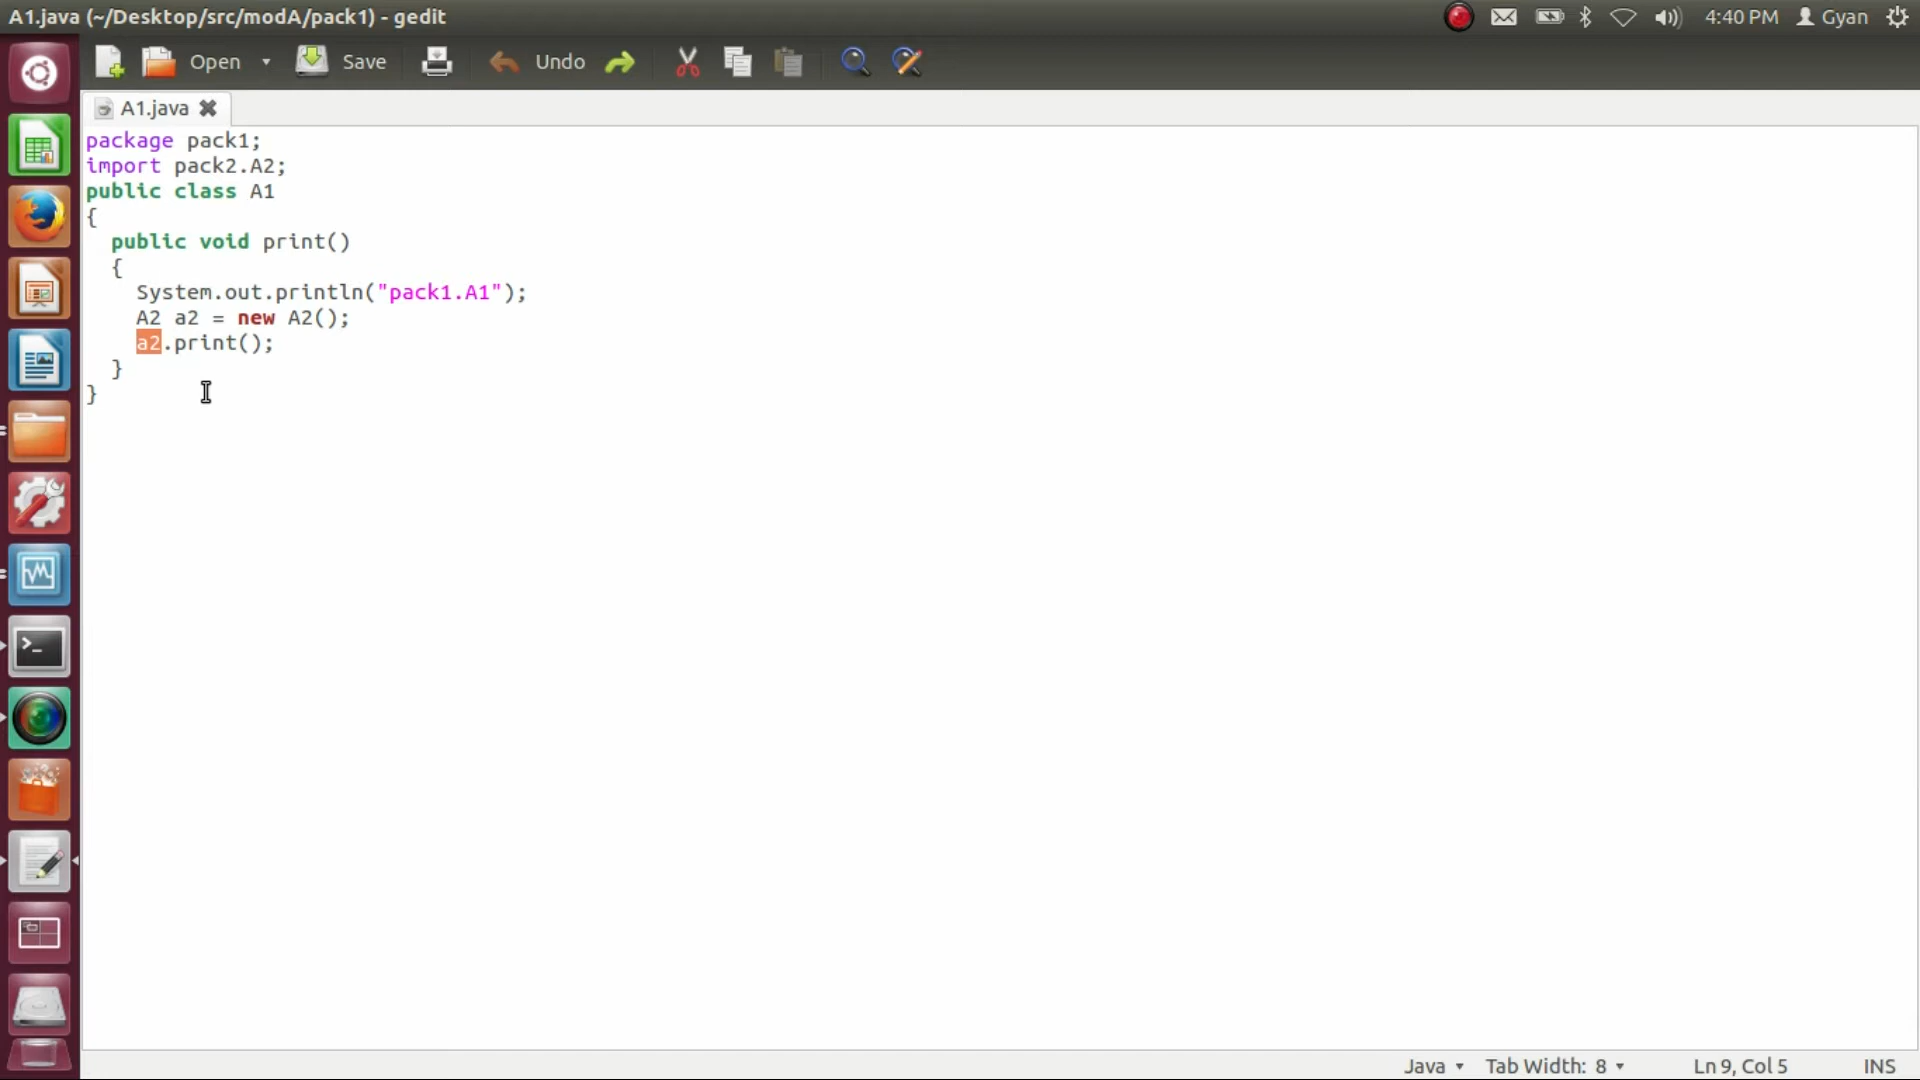 A1.java (~/Desktop/src/modA/pack1) - gedit
4:40 PM Gyan
Open Save Undo
A1.java
package pack1;
import pack2.A2;
public class A1
{
  public void print()
  {
    System.out.println("pack1.A1");
    A2 a2 = new A2();
    a2.print();
  }
}
Java Tab Width: 8 Ln 9, Col 5 INS